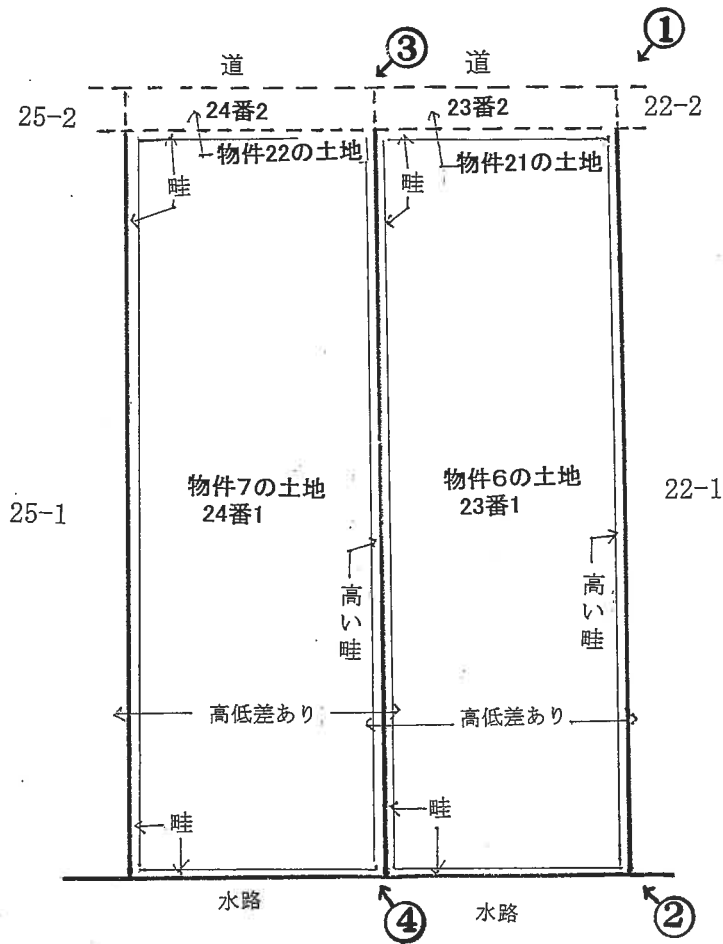 ①
③
道
道
25-2
24番2
23番2
22-2
物件22の土地
物件21の土地
畦
畦
物件7の土地
24番1
物件6の土地
23番1
25-1
22-1
高い畦
高い畦
高低差あり
高低差あり
畦
畦
水路
④
水路
②